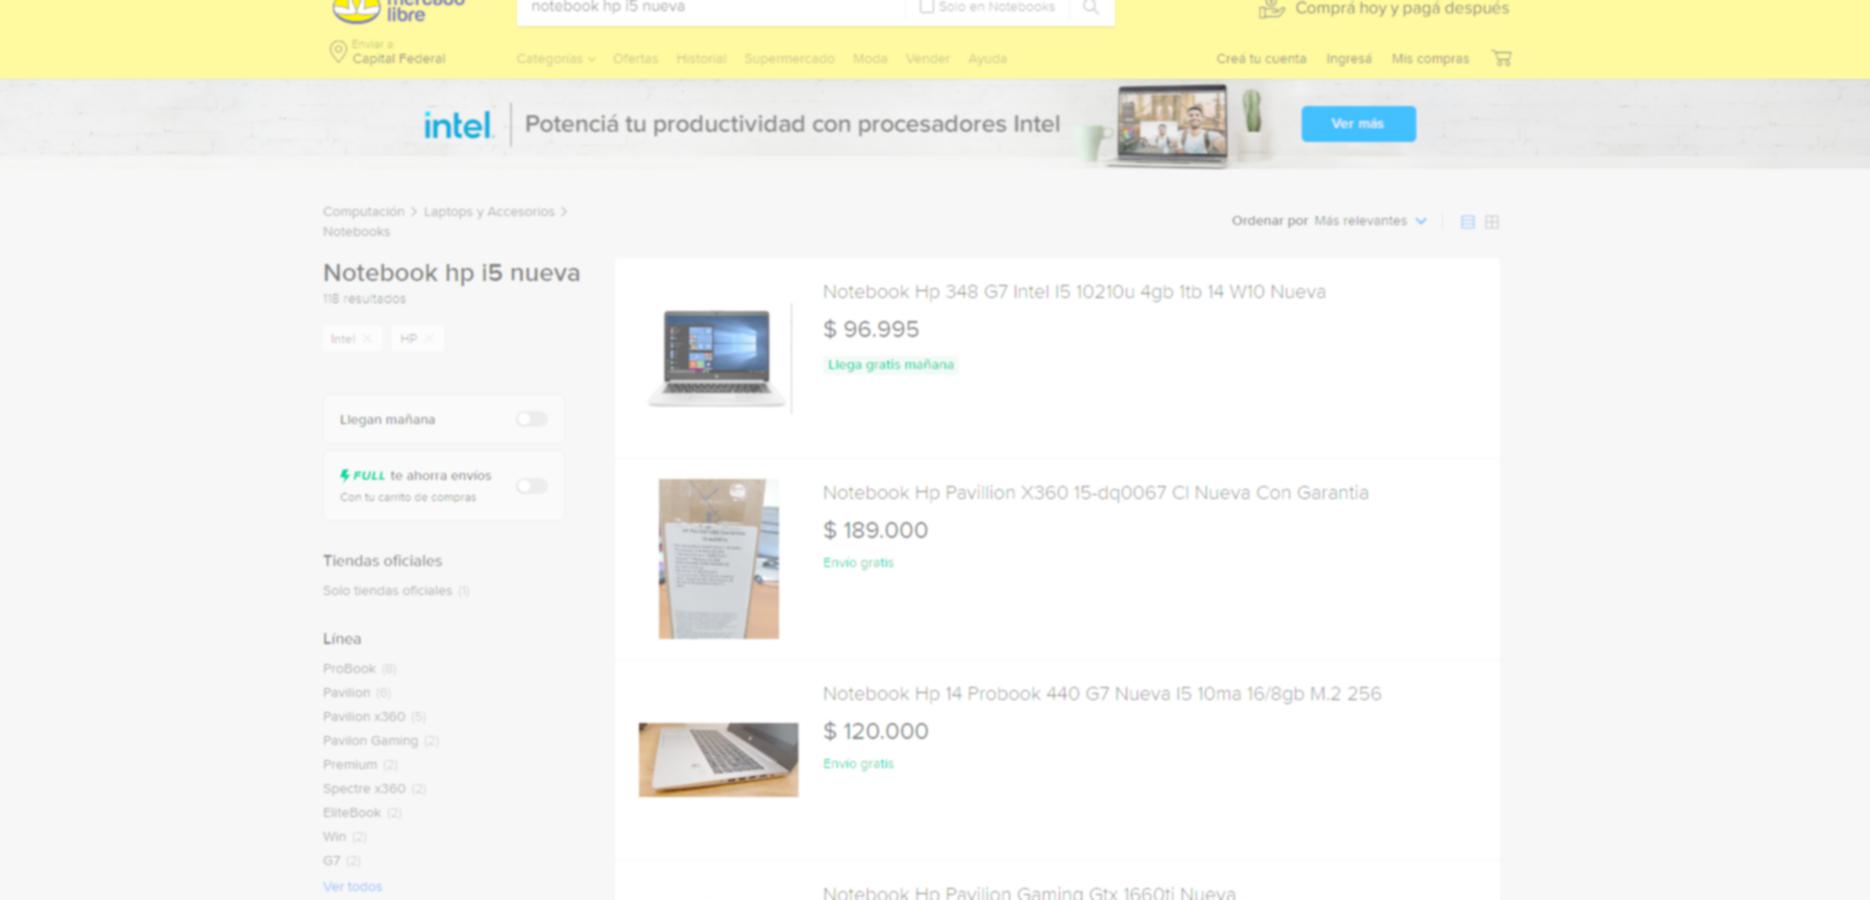 mercado
libre
notebook hp i5 nueva
Solo en Notebooks
Comprá hoy y pagá después
Enviar a
Capital Federal
Categorías
Ofertas
Historial
Supermercado
Moda
Vender
Ayuda
Creá tu cuenta
Ingresá
Mis compras
intel
Potenciá tu productividad con procesadores Intel
Ver más
Computación > Laptops y Accesorios >
Notebooks
Notebook hp i5 nueva
118 resultados
Intel
HP
Llegan mañana
FULL te ahorra envíos
Con tu carrito de compras
Tiendas oficiales
Solo tiendas oficiales (1)
Línea
ProBook (8)
Pavilion (6)
Pavilion x360 (5)
Pavilon Gaming (2)
Premium (2)
Spectre x360 (2)
EliteBook (2)
Win (2)
G7 (2)
Ver todos
Ordenar por Más relevantes
Notebook Hp 348 G7 Intel I5 10210u 4gb 1tb 14 W10 Nueva
$ 96.995
Llega gratis mañana
Notebook Hp Pavillion X360 15-dq0067 Cl Nueva Con Garantia
$ 189.000
Envío gratis
Notebook Hp 14 Probook 440 G7 Nueva I5 10ma 16/8gb M.2 256
$ 120.000
Envío gratis
Notebook Hp Pavilion Gaming Gtx 1660ti Nueva